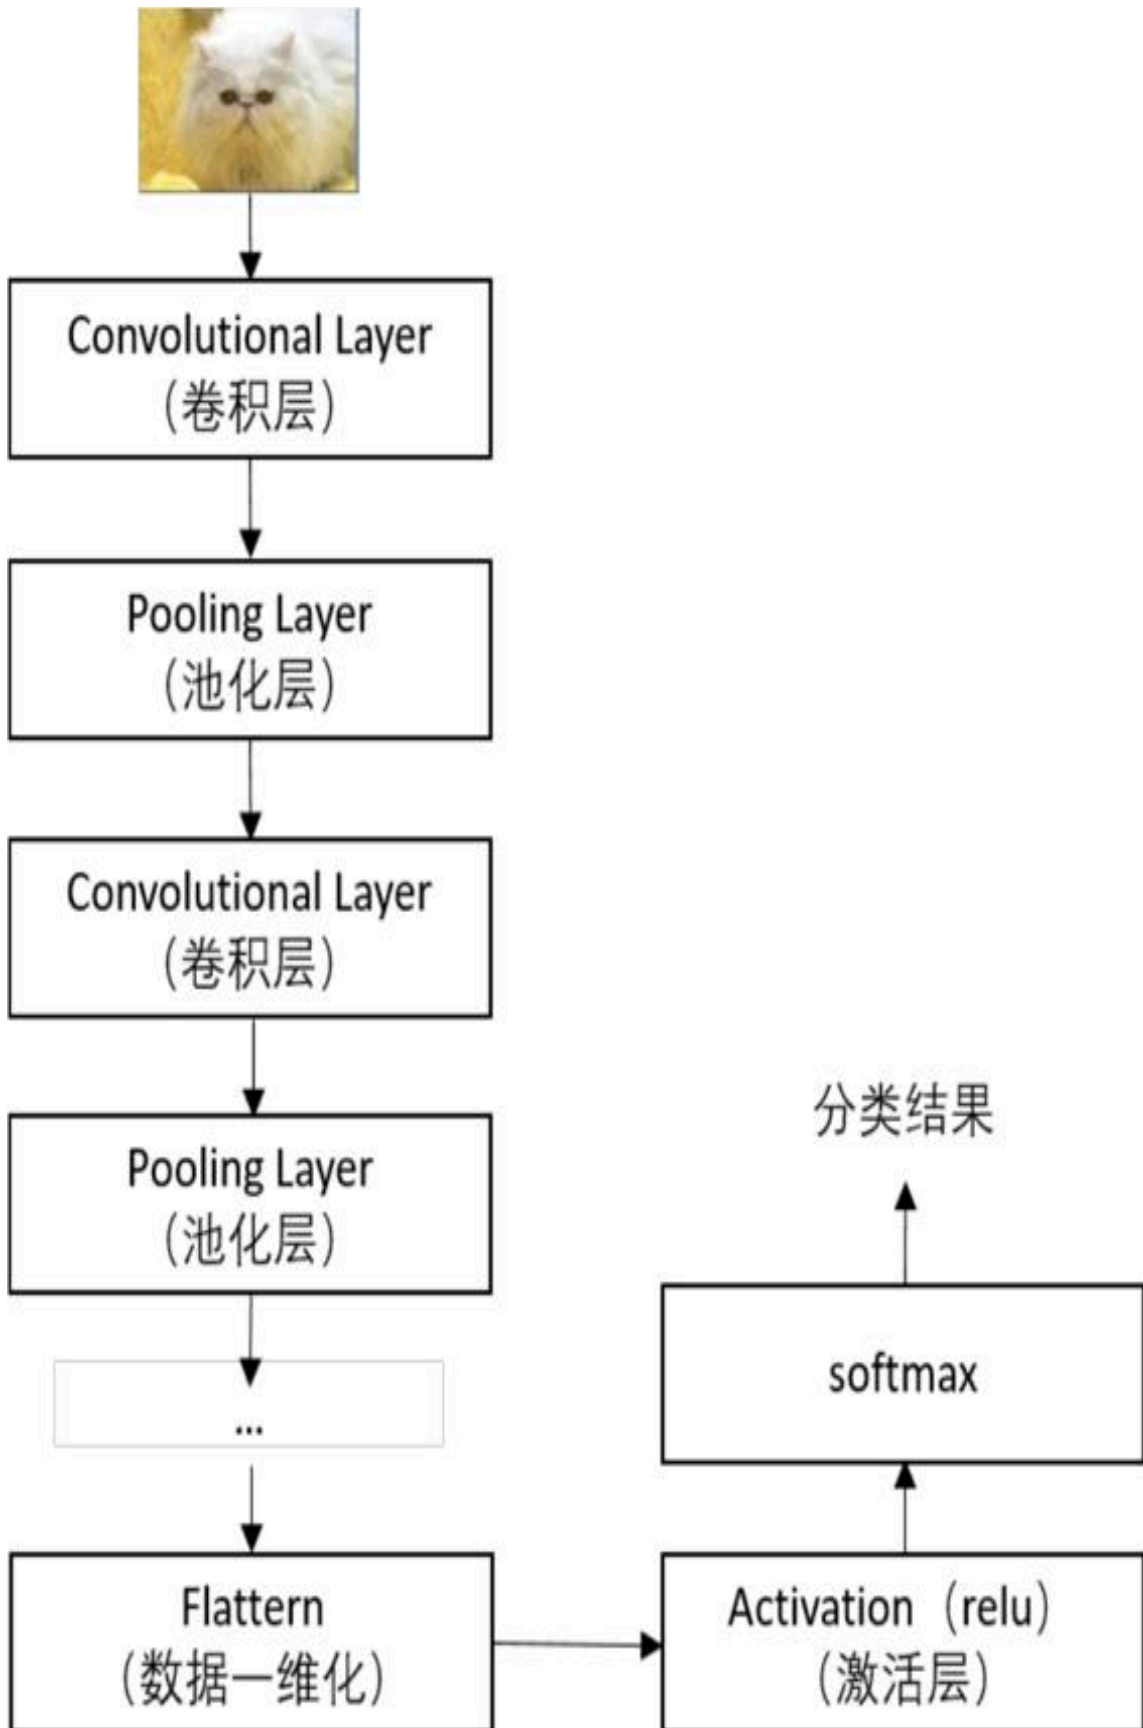 Convolutional Layer
（卷积层）
Pooling Layer
（池化层）
Convolutional Layer
（卷积层）
Pooling Layer
（池化层）
...
Flattern
（数据一维化）
Activation（relu）
（激活层）
softmax
分类结果